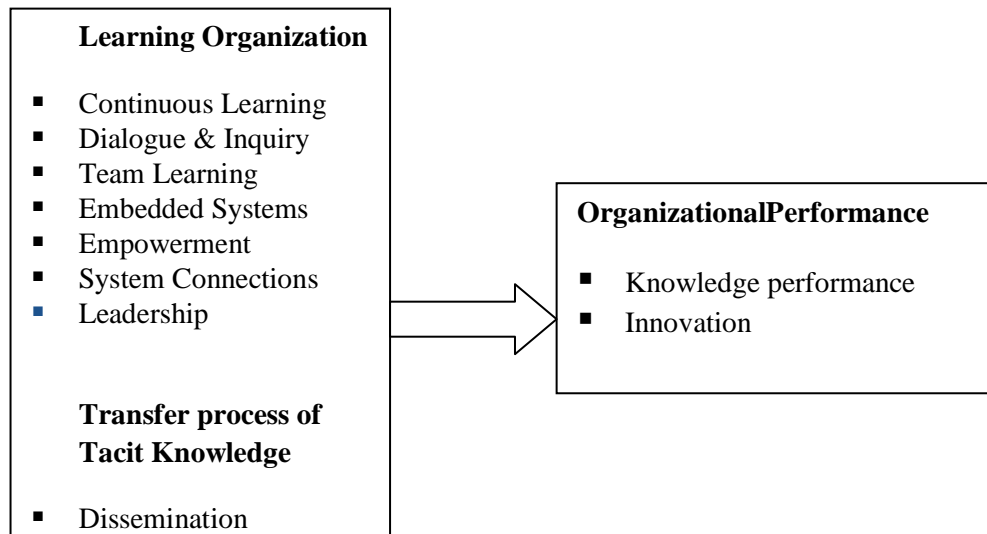 Learning Organization
Continuous Learning
Dialogue & Inquiry
Team Learning
Embedded Systems
Empowerment
System Connections
Leadership
Transfer process of
Tacit Knowledge
Dissemination
OrganizationalPerformance
Knowledge performance
Innovation